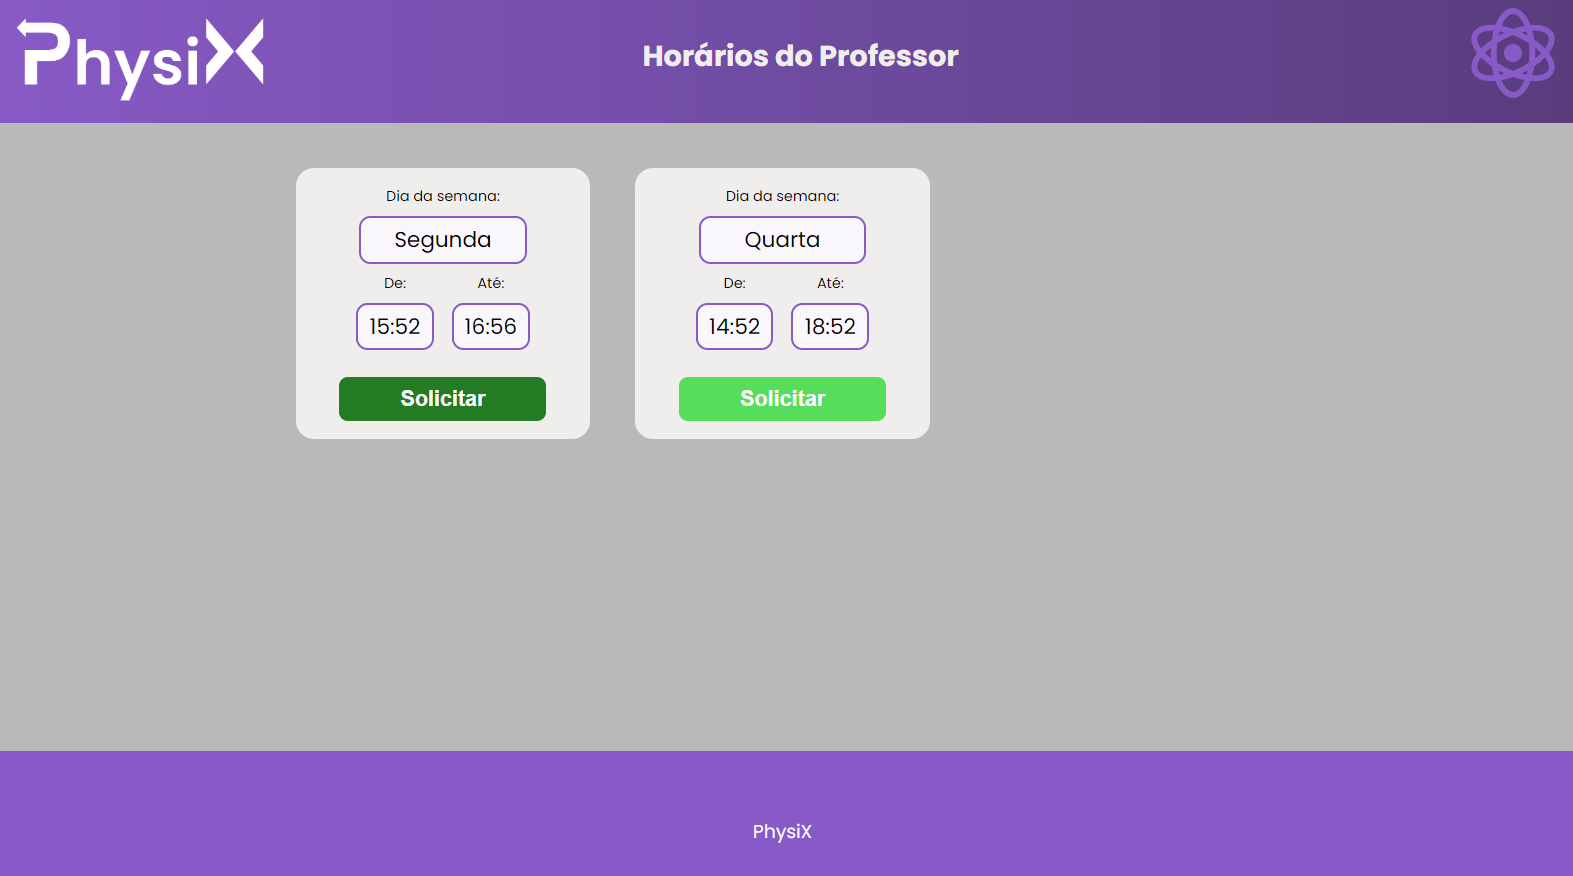 PhysiX
Horários do Professor
Dia da semana:
Segunda
De: Até:
15:52 16:56
Solicitar
Dia da semana:
Quarta
De: Até:
14:52 18:52
Solicitar
PhysiX